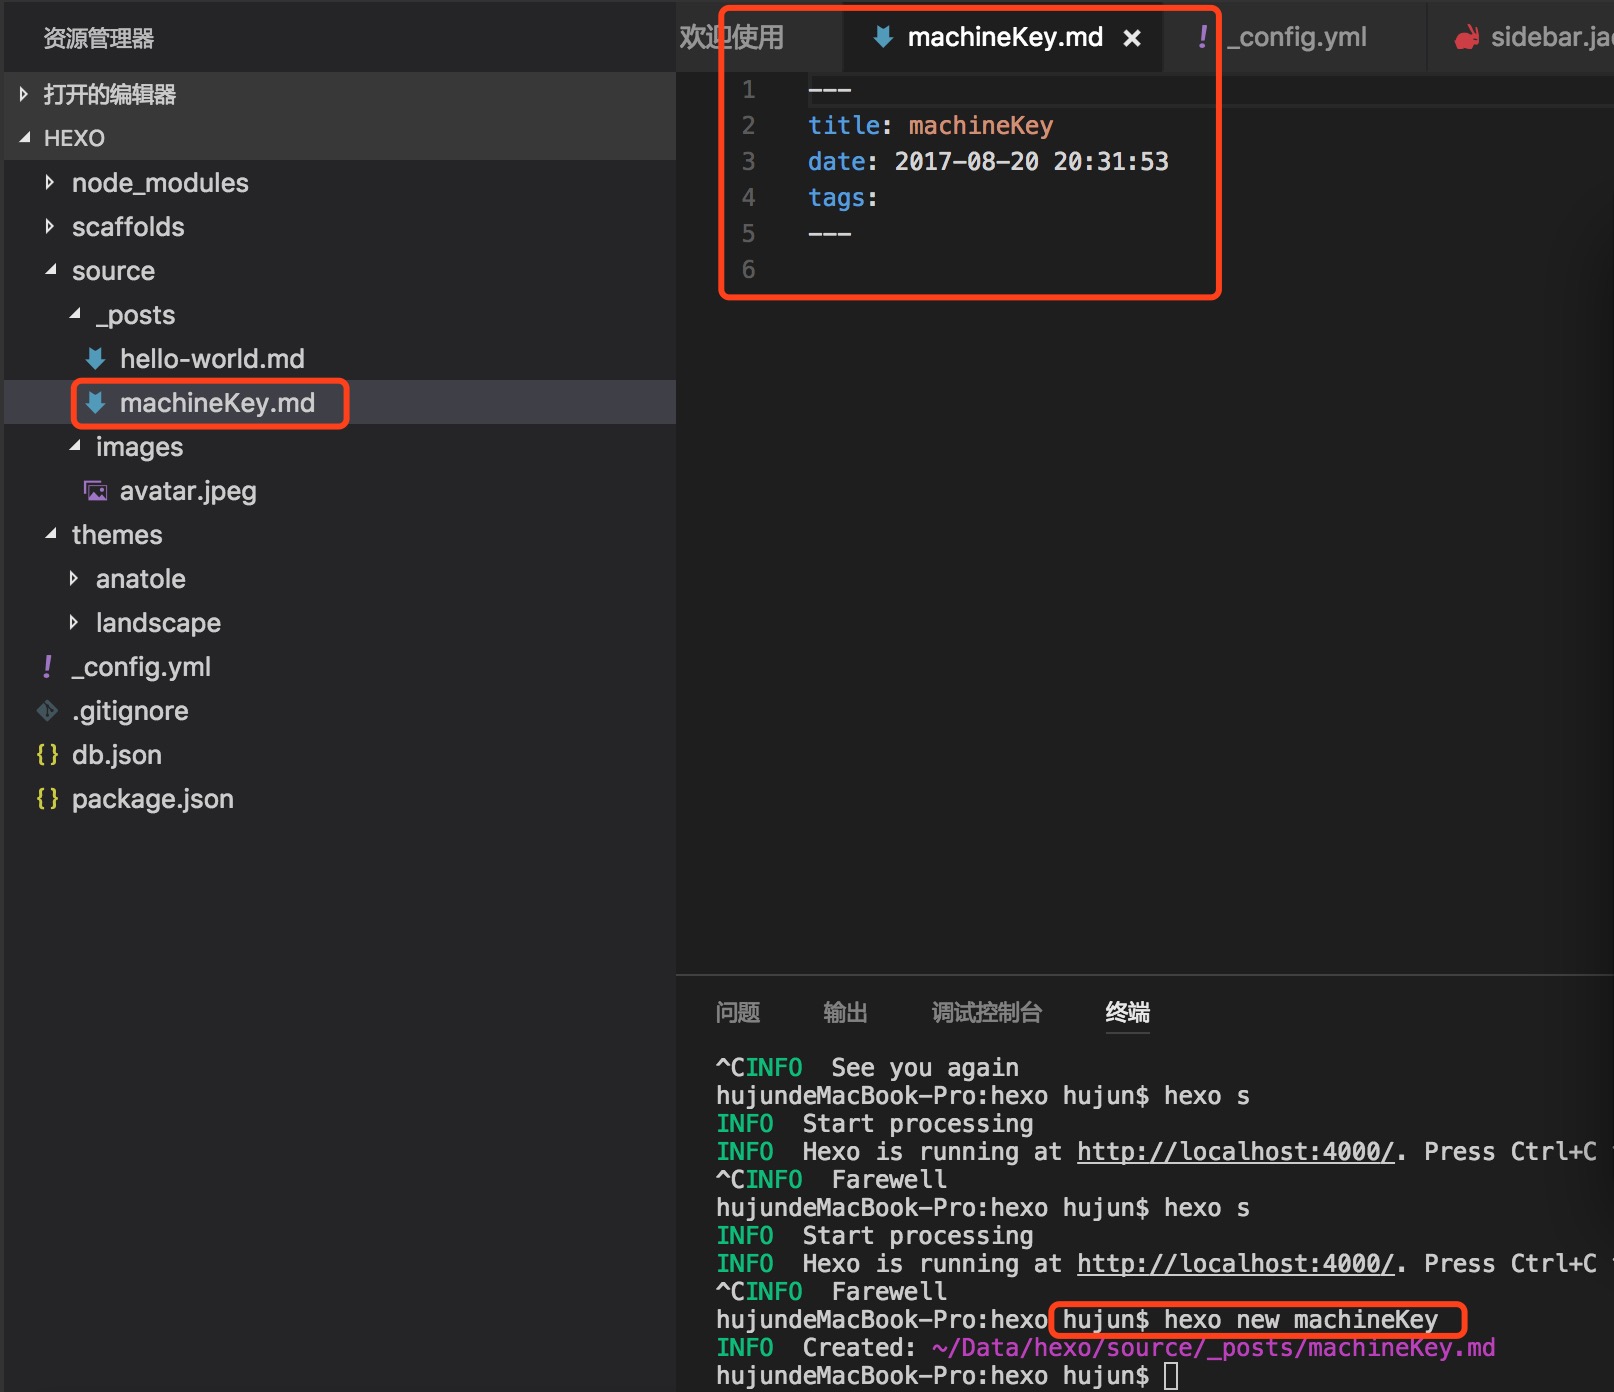 资源管理器
打开的编辑器
HEXO
node_modules
scaffolds
source
_posts
hello-world.md
machineKey.md
images
avatar.jpeg
themes
anatole
landscape
! _config.yml
.gitignore
{} db.json
{} package.json
欢迎使用 machineKey.md × ! _config.yml sidebar.ja
1 ---
2 title: machineKey
3 date: 2017-08-20 20:31:53
4 tags:
5 ---
6
问题 输出 调试控制台 终端
^CINFO  See you again
hujundeMacBook-Pro:hexo hujun$ hexo s
INFO  Start processing
INFO  Hexo is running at http://localhost:4000/. Press Ctrl+C
^CINFO  Farewell
hujundeMacBook-Pro:hexo hujun$ hexo s
INFO  Start processing
INFO  Hexo is running at http://localhost:4000/. Press Ctrl+C
^CINFO  Farewell
hujundeMacBook-Pro:hexo hujun$ hexo new machineKey
INFO  Created: ~/Data/hexo/source/_posts/machineKey.md
hujundeMacBook-Pro:hexo hujun$